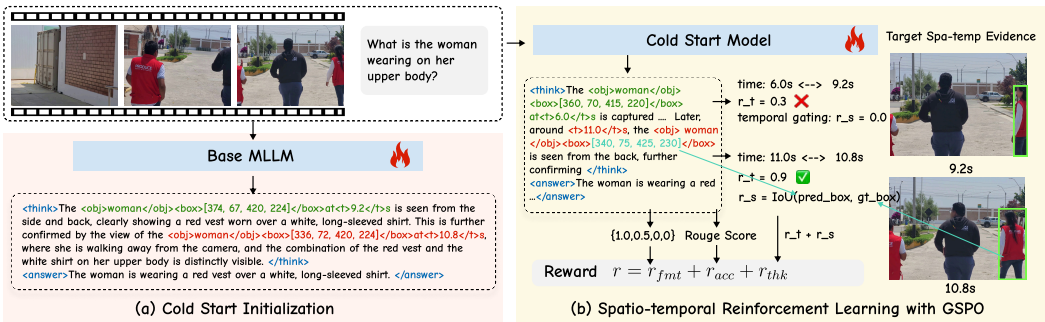 What is the woman
wearing on her
upper body?
Base MLLM
<think>The <obj>woman</obj><box>[374, 67, 420, 224]</box>at<t>9.2</t>s is seen from the
side and back, clearly showing a red vest worn over a white, long-sleeved shirt. This is further
confirmed by the view of the <obj>woman</obj><box>[336, 72, 420, 224]</box>at<t>10.8</t>s,
where she is walking away from the camera, and the combination of the red vest and the
white shirt on her upper body is distinctly visible. </think>
<answer>The woman is wearing a red vest over a white, long-sleeved shirt. </answer>
(a) Cold Start Initialization
Cold Start Model
<think>The <obj>woman</obj>
<box>[360, 70, 415, 220]</box>
at<t>6.0</t>s is captured .... Later,
around <t>11.0</t>s, the <obj> woman
</obj><box>[340, 75, 425, 230]</box>
is seen from the back, further
confirming </think>
<answer>The woman is wearing a red
...</answer>
time: 6.0s <--> 9.2s
r_t = 0.3 ❌
temporal gating: r_s = 0.0
time: 11.0s <--> 10.8s
r_t = 0.9 ✅
r_s = IoU(pred_box, gt_box)
{1.0,0.5,0,0}
Rouge Score
r_t + r_s
Reward r = r_{fmt} + r_{acc} + r_{thk}
Target Spa-temp Evidence
9.2s
10.8s
(b) Spatio-temporal Reinforcement Learning with GSPO